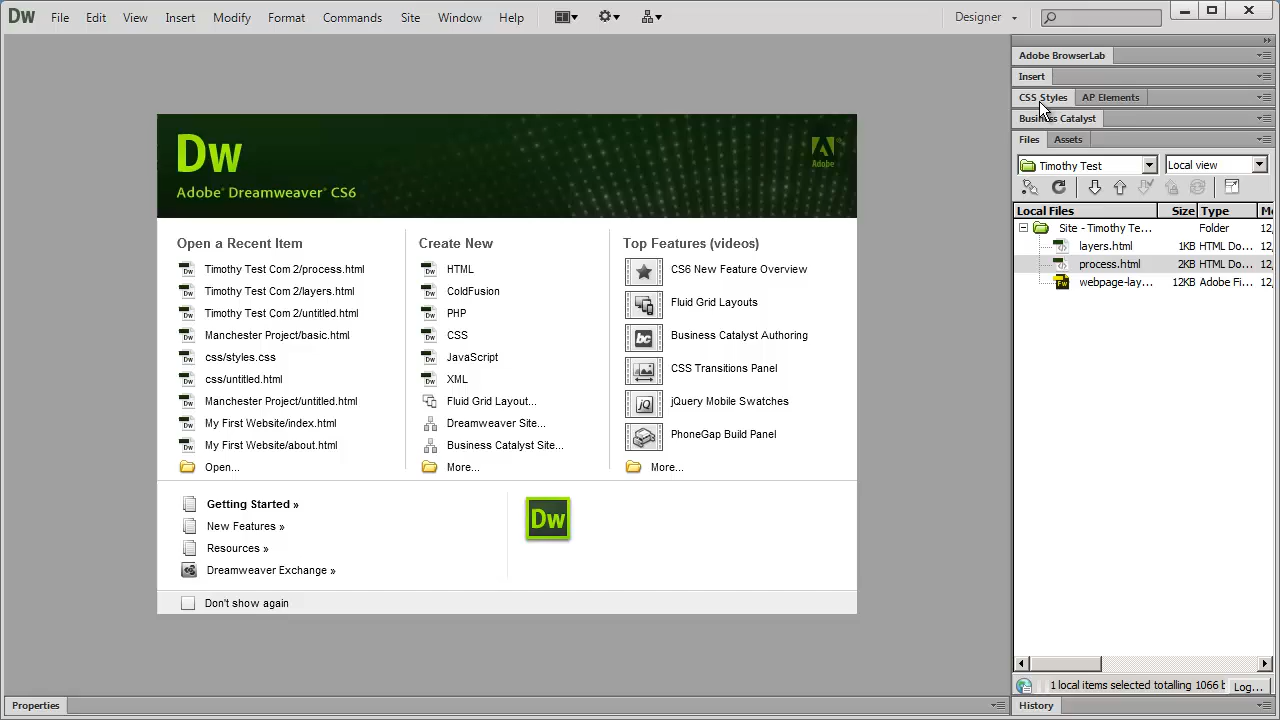 Dw File Edit View Insert Modify Format Commands Site Window Help Designer
Adobe BrowserLab
Insert
CSS Styles AP Elements
Business Catalyst
Files Assets
Timothy Test Local view
Local Files Size Type
Site - Timothy Te... Folder
layers.html 1KB HTML Do...
process.html 2KB HTML Do...
webpage-lay... 12KB Adobe Fi...
1 local items selected totalling 1066 Log...
History
Dw
Adobe® Dreamweaver® CS6
Adobe
Open a Recent Item
Timothy Test Com 2/process.html
Timothy Test Com 2/layers.html
Timothy Test Com 2/untitled.html
Manchester Project/basic.html
css/styles.css
css/untitled.html
Manchester Project/untitled.html
My First Website/index.html
My First Website/about.html
Open...
Create New
HTML
ColdFusion
PHP
CSS
JavaScript
XML
Fluid Grid Layout...
Dreamweaver Site...
Business Catalyst Site...
More...
Top Features (videos)
CS6 New Feature Overview
Fluid Grid Layouts
Business Catalyst Authoring
CSS Transitions Panel
jQuery Mobile Swatches
PhoneGap Build Panel
More...
Getting Started »
New Features »
Resources »
Dreamweaver Exchange »
Dw
Don't show again
Properties